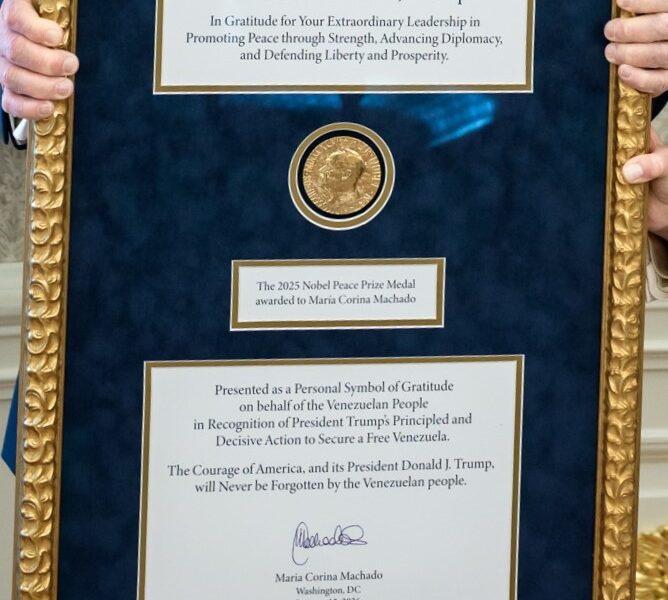 In Gratitude for Your Extraordinary Leadership in
Promoting Peace through Strength, Advancing Diplomacy,
and Defending Liberty and Prosperity.
The 2025 Nobel Peace Prize Medal
awarded to María Corina Machado
Presented as a Personal Symbol of Gratitude
on behalf of the Venezuelan People
in Recognition of President Trump's Principled and
Decisive Action to Secure a Free Venezuela.
The Courage of America, and its President Donald J. Trump,
will Never be Forgotten by the Venezuelan people.
Machado
Maria Corina Machado
Washington, DC